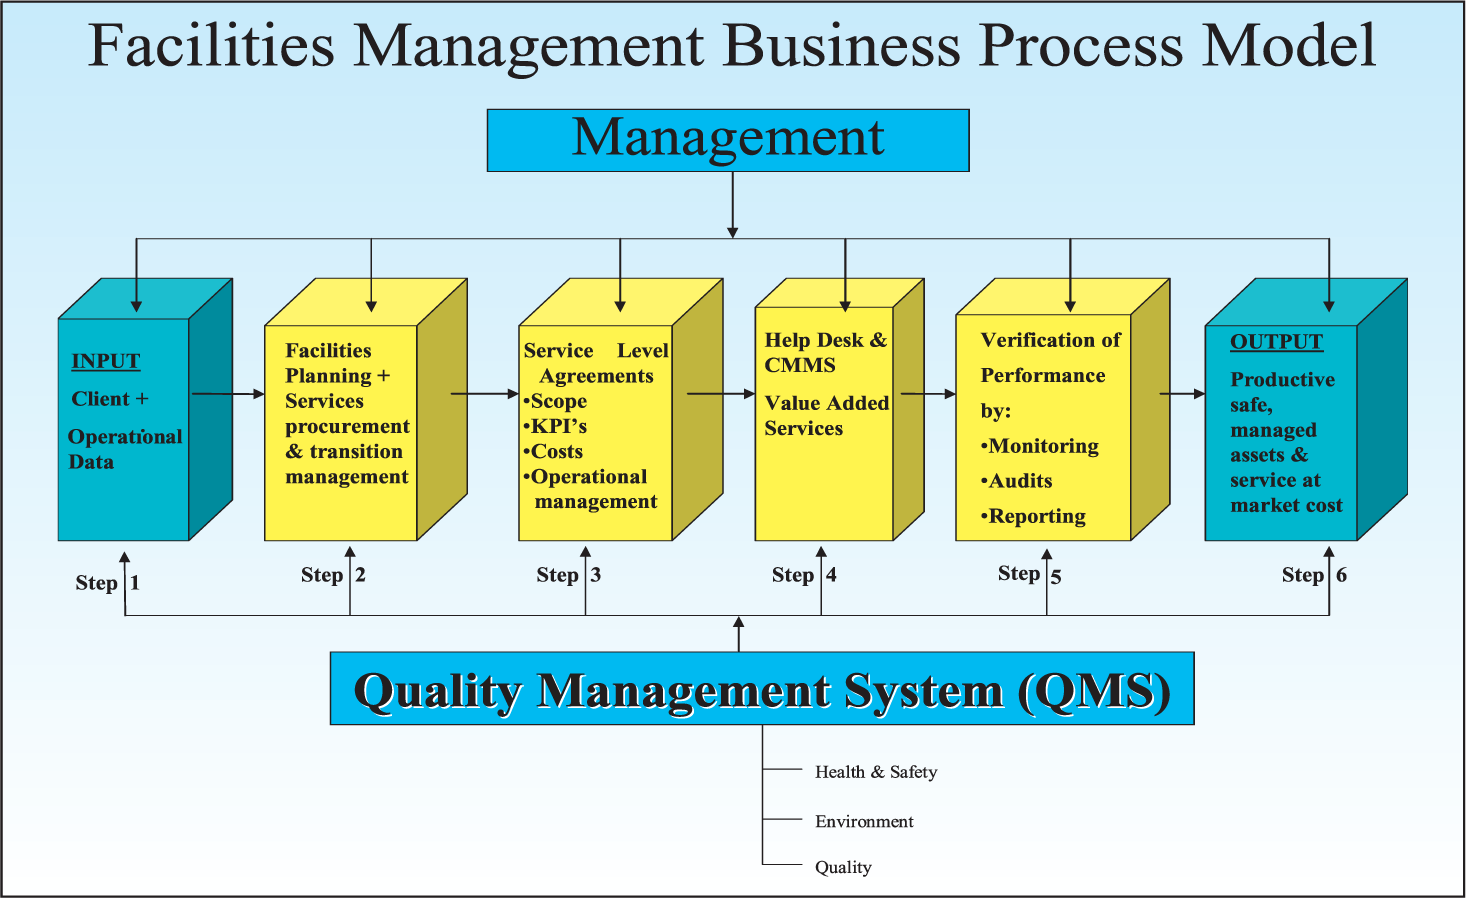 Facilities Management Business Process Model
Management
INPUT
Client +
Operational
Data
Facilities
Planning +
Services
procurement
& transition
management
Service Level
Agreements
•Scope
•KPI's
•Costs
•Operational
management
Help Desk &
CMMS
Value Added
Services
Verification of
Performance
by:
•Monitoring
•Audits
•Reporting
OUTPUT
Productive
safe,
managed
assets &
service at
market cost
Step 1
Step 2
Step 3
Step 4
Step 5
Step 6
Quality Management System (QMS)
Health & Safety
Environment
Quality